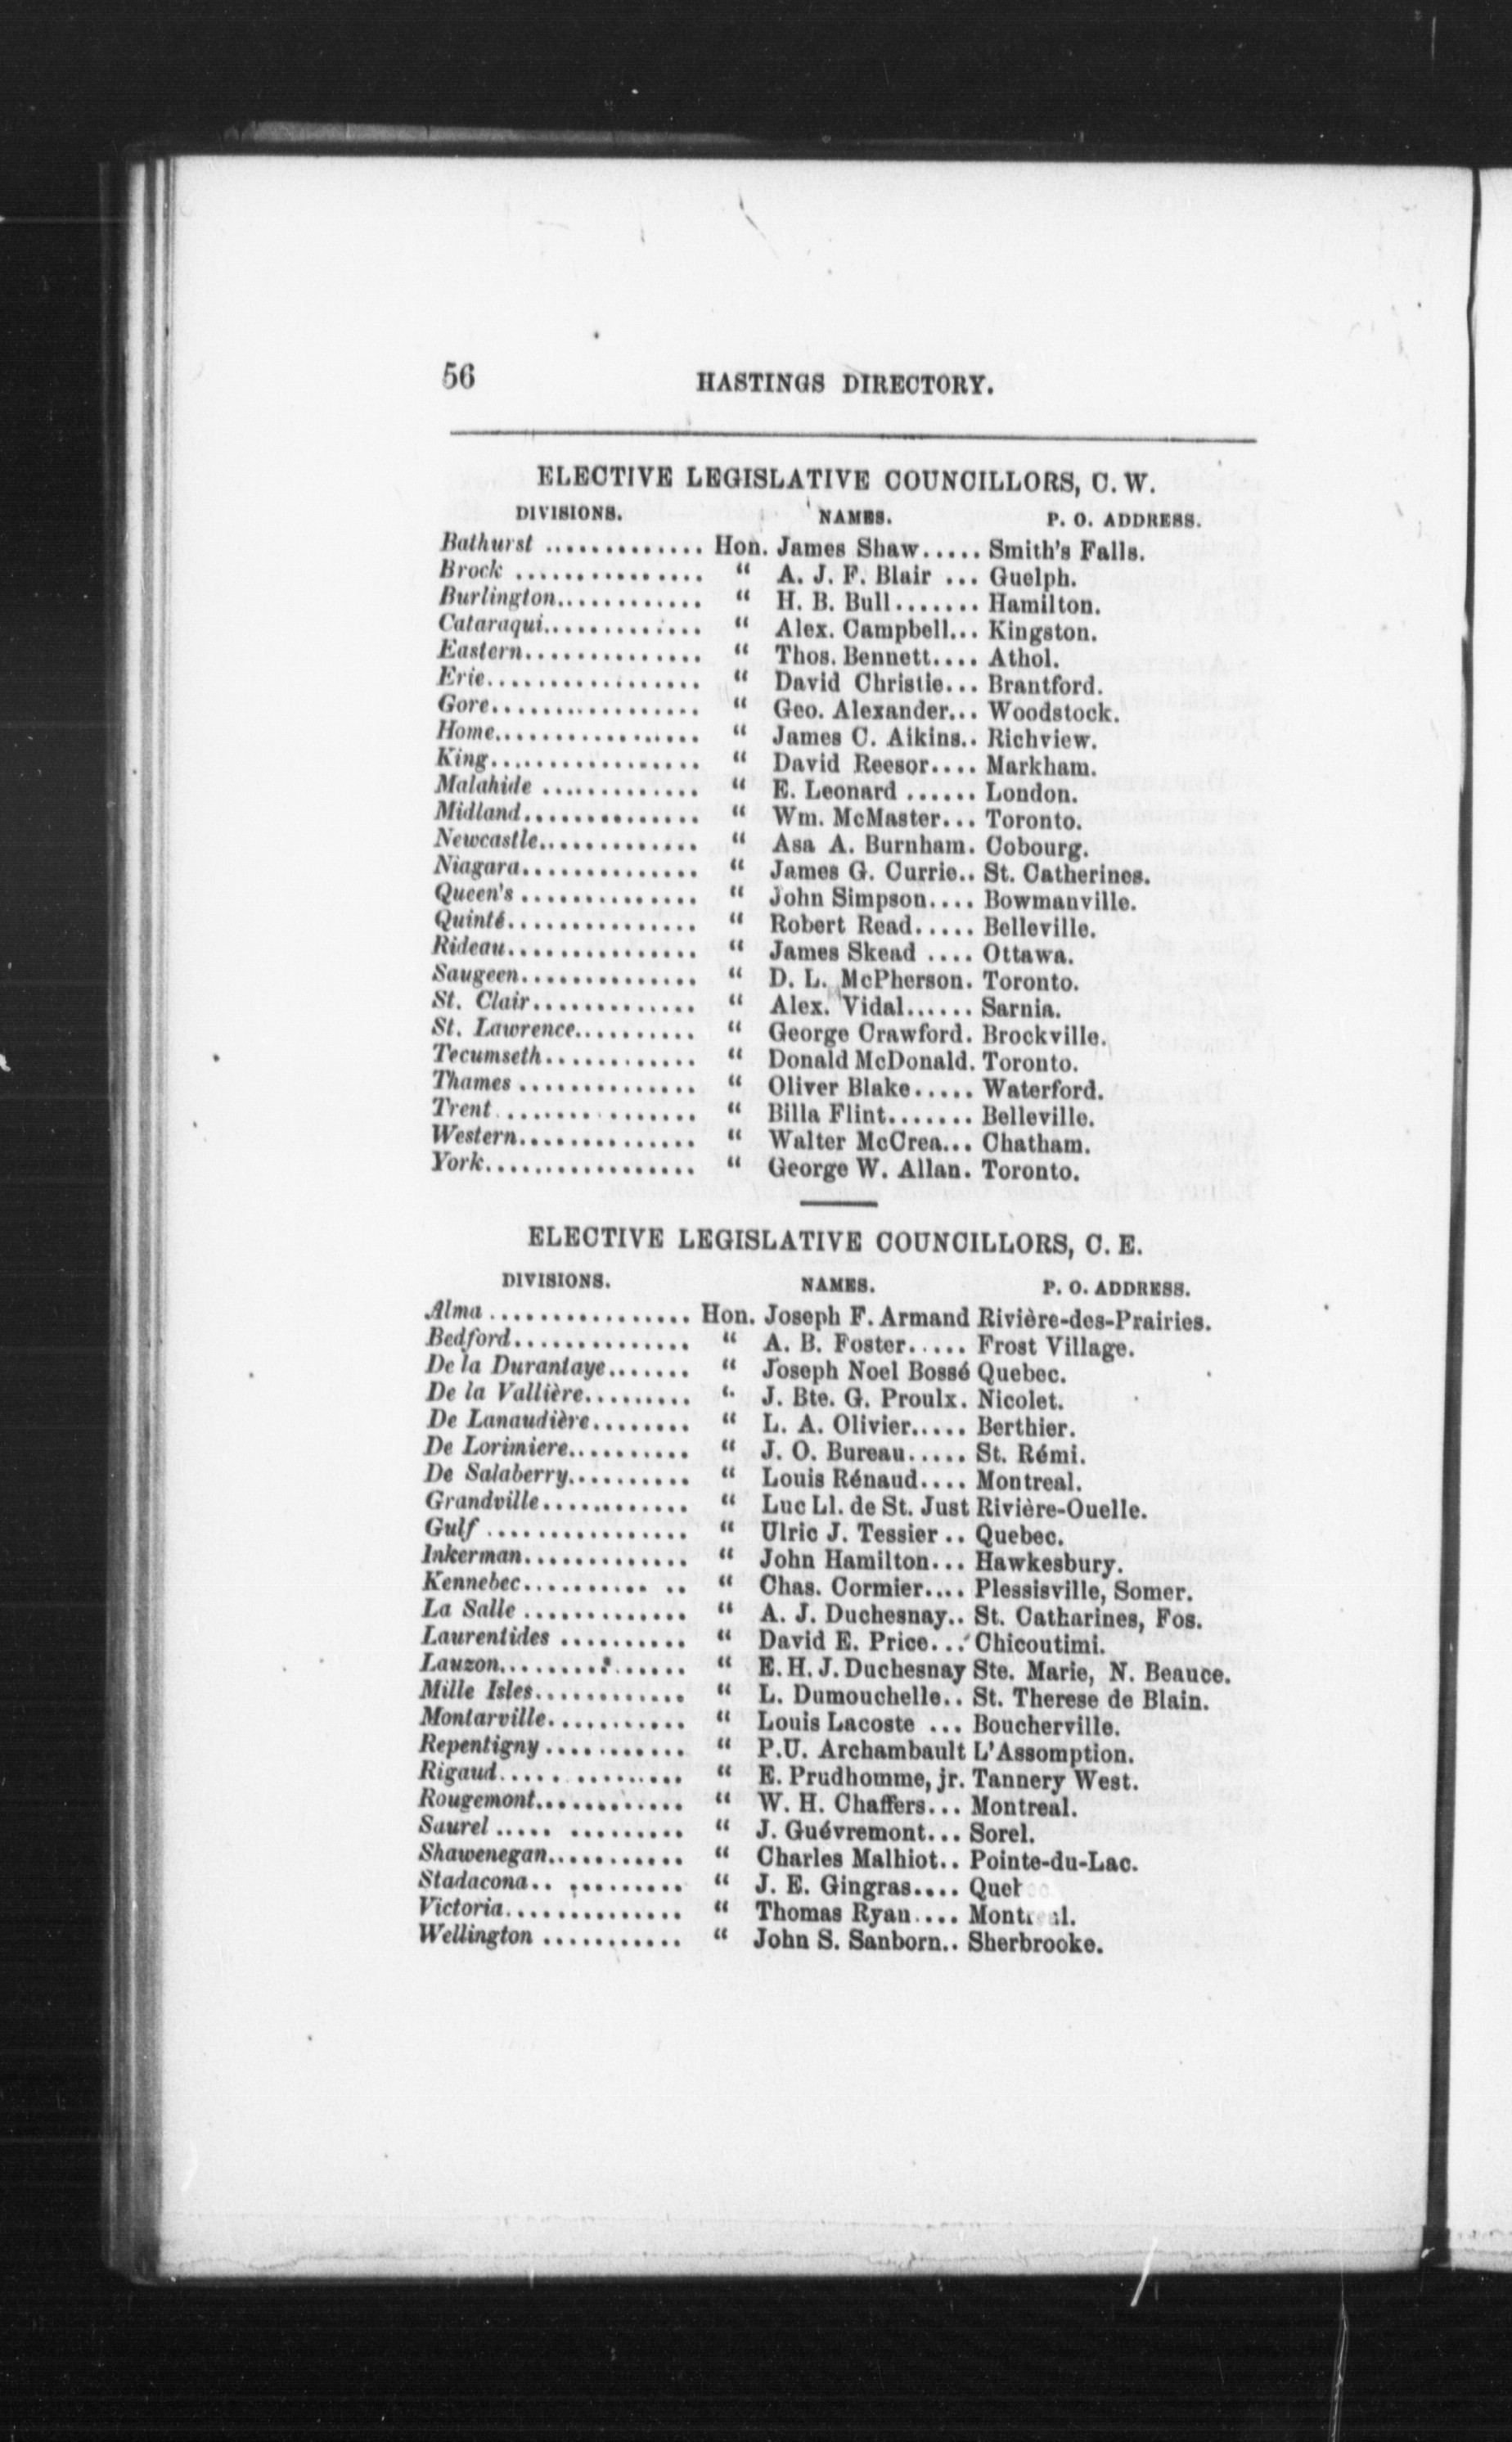 56 HASTINGS DIRECTORY.
ELECTIVE LEGISLATIVE COUNCILLORS, C. W.
DIVISIONS. NAMES. P. O. ADDRESS.
Bathurst ............. Hon. James Shaw..... Smith's Falls.
Brock ............... " A. J. F. Blair ... Guelph.
Burlington............ " H. B. Bull....... Hamilton.
Cataraqui............. " Alex. Campbell... Kingston.
Eastern.............. " Thos. Bennett.... Athol.
Erie................. " David Christie... Brantford.
Gore................. " Geo. Alexander... Woodstock.
Home................ " James C. Aikins.. Richview.
King................. " David Reesor.... Markham.
Malahide ............. " E. Leonard ...... London.
Midland.............. " Wm. McMaster... Toronto.
Newcastle............. " Asa A. Burnham. Cobourg.
Niagara.............. " James G. Currie.. St. Catherines.
Queen's .............. " John Simpson.... Bowmanville.
Quinté............... " Robert Read..... Belleville.
Rideau............... " James Skead .... Ottawa.
Saugeen.............. " D. L. McPherson. Toronto.
St. Clair............. " Alex. Vidal...... Sarnia.
St. Lawrence.......... " George Crawford. Brockville.
Tecumseth............ " Donald McDonald. Toronto.
Thames .............. " Oliver Blake..... Waterford.
Trent ................ " Billa Flint....... Belleville.
Western.............. " Walter McCrea... Chatham.
York................. " George W. Allan. Toronto.
ELECTIVE LEGISLATIVE COUNCILLORS, C. E.
DIVISIONS. NAMES. P. O. ADDRESS.
Alma ................ Hon. Joseph F. Armand Rivière-des-Prairies.
Bedford.............. " A. B. Foster..... Frost Village.
De la Durantaye....... " Joseph Noel Bossé Quebec.
De la Vallière......... " J. Bte. G. Proulx. Nicolet.
De Lanaudière........ " L. A. Olivier..... Berthier.
De Lorimiere.......... " J. O. Bureau..... St. Rémi.
De Salaberry.......... " Louis Rénaud.... Montreal.
Grandville............ " Luc Ll. de St. Just Rivière-Ouelle.
Gulf ................ " Ulric J. Tessier .. Quebec.
Inkerman............. " John Hamilton... Hawkesbury.
Kennebec.......... .. " Chas. Cormier.... Plessisville, Somer.
La Salle ............. " A. J. Duchesnay.. St. Catharines, Fos.
Laurentides .......... " David E. Price... Chicoutimi.
Lauzon............... " E. H. J. Duchesnay Ste. Marie, N. Beauce.
Mille Isles............ " L. Dumouchelle.. St. Therese de Blain.
Montarville........... " Louis Lacoste ... Boucherville.
Repentigny ........... " P.U. Archambault L'Assomption.
Rigaud..... ......... " E. Prudhomme, jr. Tannery West.
Rougemont............ " W. H. Chaffers... Montreal.
Saurel ..... ......... " J. Guévremont... Sorel.
Shawenegan........... " Charles Malhiot.. Pointe-du-Lac.
Stadacona.. .......... " J. E. Gingras....
Victoria.............. " Thomas Ryan.... Montreal.
Wellington ........... " John S. Sanborn.. Sherbrooke.